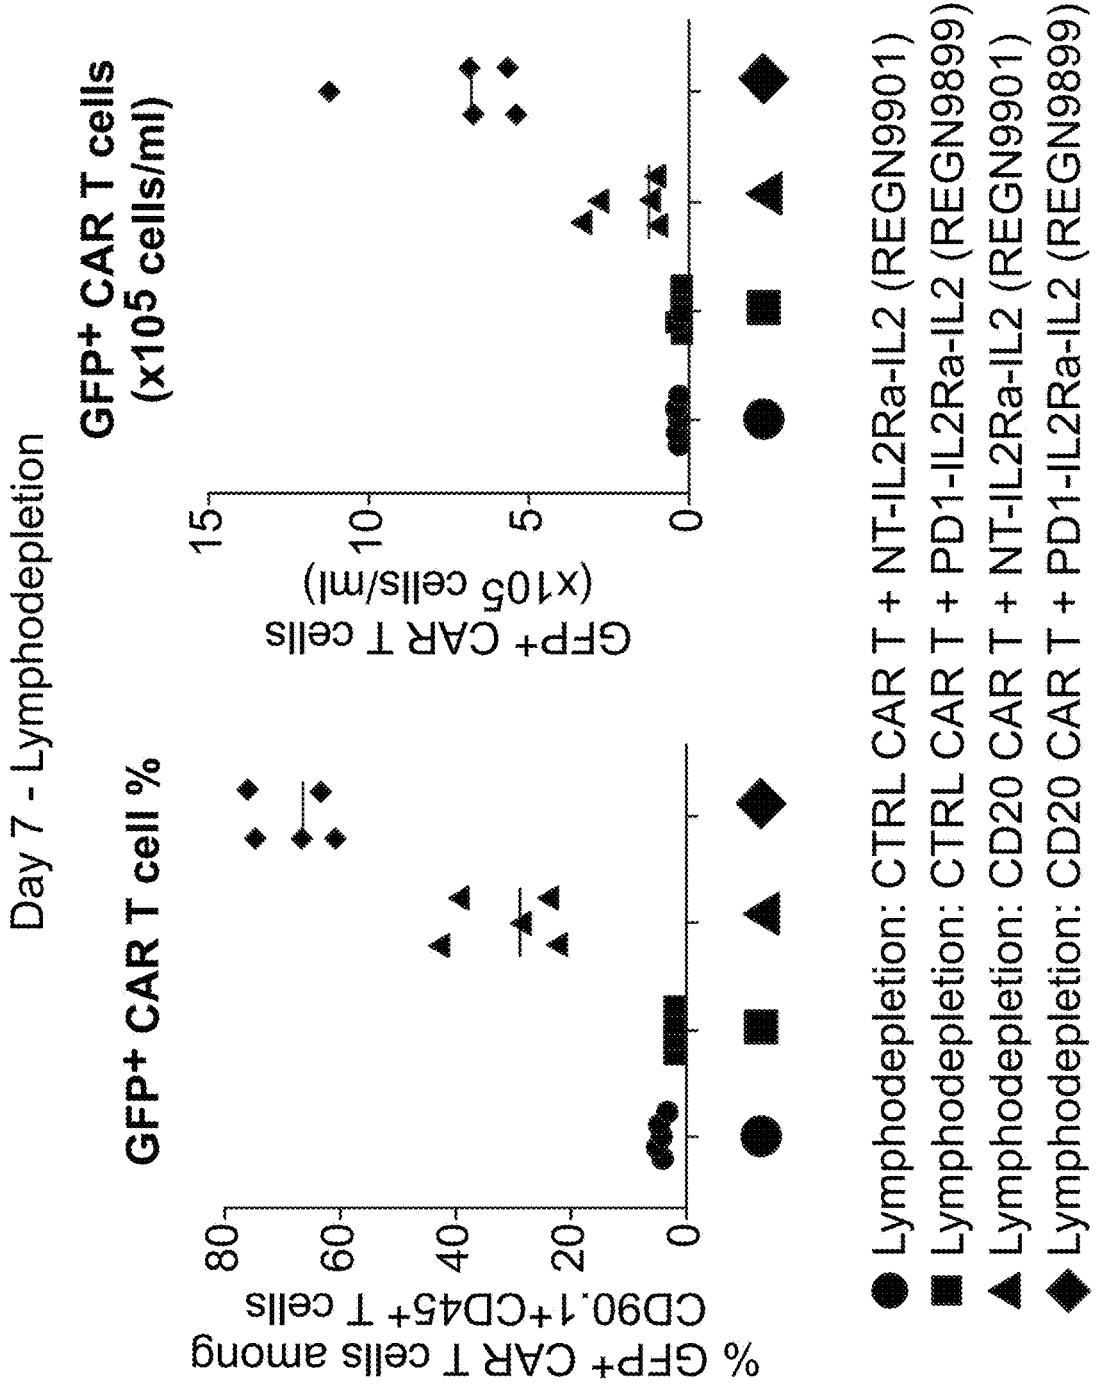 Day 7 - Lymphodepletion
GFP+ CAR T cell %
% GFP+ CAR T cells among
CD90.1+CD45+ T cells
80
60
40
20
0
GFP+ CAR T cells
(x10⁵ cells/ml)
GFP+ CAR T cells
(x10⁵ cells/ml)
15
10
5
0
Lymphodepletion: CTRL CAR T + NT-IL2Ra-IL2 (REGN9901)
Lymphodepletion: CTRL CAR T + PD1-IL2Ra-IL2 (REGN9899)
Lymphodepletion: CD20 CAR T + NT-IL2Ra-IL2 (REGN9901)
Lymphodepletion: CD20 CAR T + PD1-IL2Ra-IL2 (REGN9899)